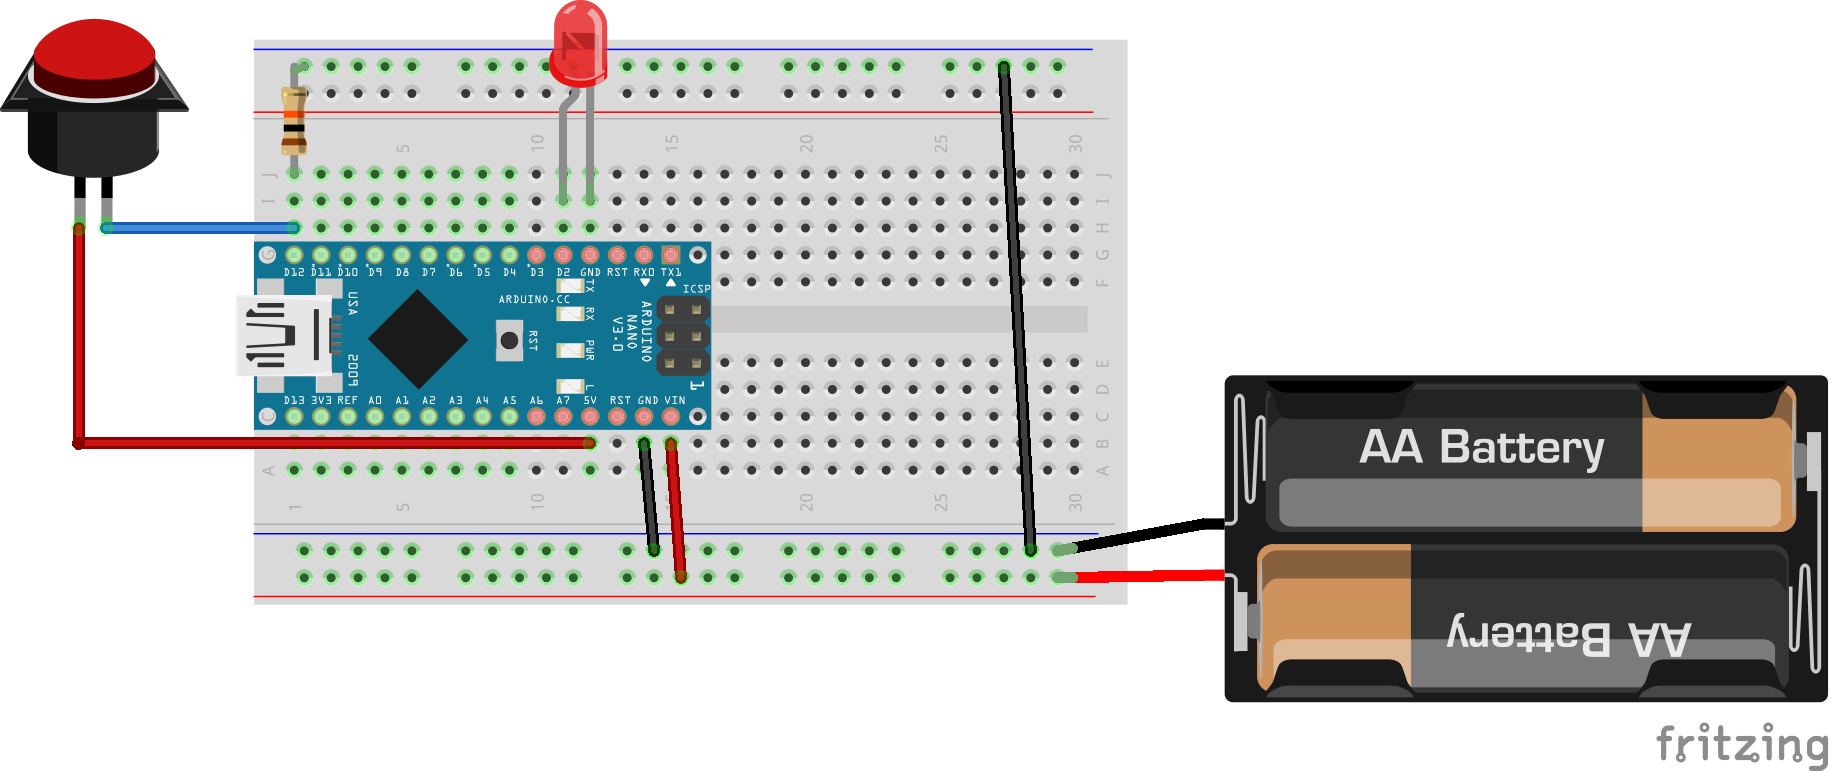 5 10 15 20 25 30
J J
I I
H H
G G
F
D12 D11 D10 D9 D8 D7 D6 D5 D4 D3 D2 GND RST RX0 TX1
ICSP
TX
ARDUINO.CC
RX
USA
2009
RST
PWR
L
ARDUINO
NANO
V3.0
1
D13 3V3 REF A0 A1 A2 A3 A4 A5 A6 A7 5V RST GND VIN
E
D
C C
B
A A
1 5 10 15 20 25 30
AA Battery
AA Battery
fritzing